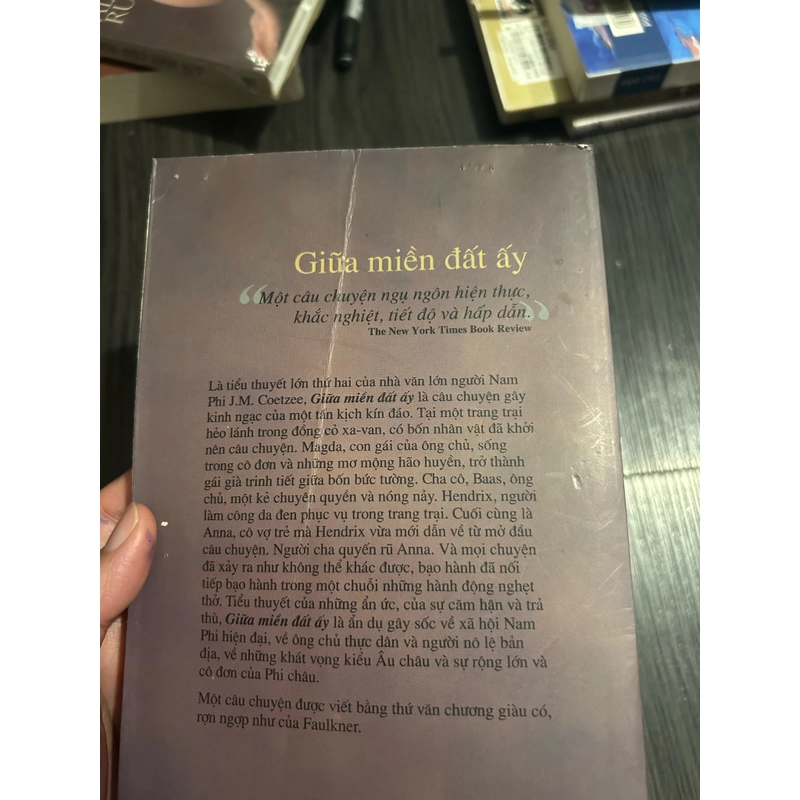 RU
Giữa miền đất ấy
“Một câu chuyện ngụ ngôn hiện thực,
khắc nghiệt, tiết độ và hấp dẫn.”
The New York Times Book Review
Là tiểu thuyết lớn thứ hai của nhà văn lớn người Nam
Phi J.M. Coetzee, Giữa miền đất ấy là câu chuyện gây
kinh ngạc của một tấn kịch kín đáo. Tại một trang trại
hẻo lánh trong đồng cỏ xa-van, có bốn nhân vật đã khởi
nên câu chuyện. Magda, con gái của ông chủ, sống
trong cô đơn và những mơ mộng hão huyền, trở thành
gái già trinh tiết giữa bốn bức tường. Cha cô, Baas, ông
chủ, một kẻ chuyên quyền và nóng nảy. Hendrix, người
làm công da đen phục vụ trong trang trại. Cuối cùng là
Anna, cô vợ trẻ mà Hendrix vừa mới dẫn về từ mở đầu
câu chuyện. Người cha quyến rũ Anna. Và mọi chuyện
đã xảy ra như không thể khác được, bạo hành đã nối
tiếp bạo hành trong một chuỗi những hành động nghẹt
thở. Tiểu thuyết của những ẩn ức, của sự căm hận và trả
thù, Giữa miền đất ấy là ẩn dụ gây sốc về xã hội Nam
Phi hiện đại, về ông chủ thực dân và người nô lệ bản
địa, về những khát vọng kiểu Âu châu và sự rộng lớn và
cô đơn của Phi châu.
Một câu chuyện được viết bằng thứ văn chương giàu có,
rợn ngợp như của Faulkner.